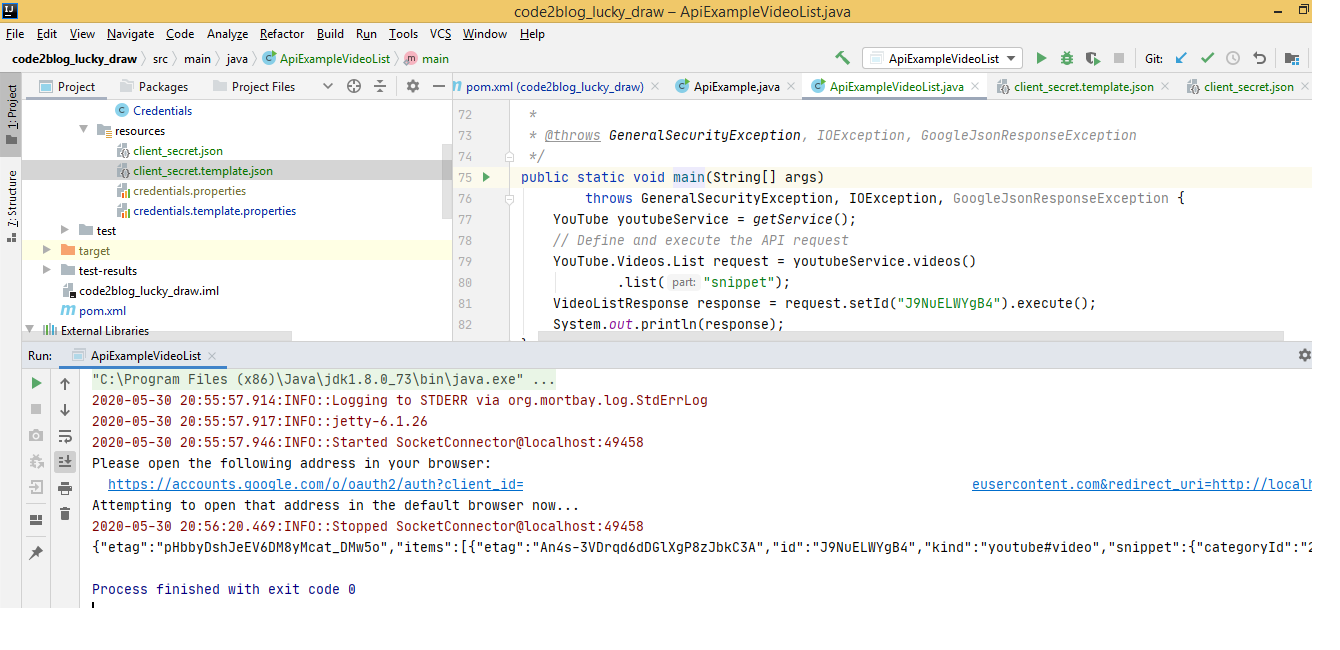 code2blog_lucky_draw – ApiExampleVideoList.java
File Edit View Navigate Code Analyze Refactor Build Run Tools VCS Window Help
code2blog_lucky_draw src main java ApiExampleVideoList main ApiExampleVideoList Git:
1: Project
7: Structure
Project Packages Project Files
Credentials
resources
client_secret.json
client_secret.template.json
credentials.properties
credentials.template.properties
test
target
test-results
code2blog_lucky_draw.iml
pom.xml
External Libraries
pom.xml (code2blog_lucky_draw) ApiExample.java ApiExampleVideoList.java client_secret.template.json client_secret.json
72 *
73 * @throws GeneralSecurityException, IOException, GoogleJsonResponseException
74 */
75 public static void main(String[] args)
76 throws GeneralSecurityException, IOException, GoogleJsonResponseException {
77 YouTube youtubeService = getService();
78 // Define and execute the API request
79 YouTube.Videos.List request = youtubeService.videos()
80 .list( part: "snippet");
81 VideoListResponse response = request.setId("J9NuELWYgB4").execute();
82 System.out.println(response);
Run: ApiExampleVideoList
"C:\Program Files (x86)\Java\jdk1.8.0_73\bin\java.exe" ...
2020-05-30 20:55:57.914:INFO::Logging to STDERR via org.mortbay.log.StdErrLog
2020-05-30 20:55:57.917:INFO::jetty-6.1.26
2020-05-30 20:55:57.946:INFO::Started SocketConnector@localhost:49458
Please open the following address in your browser:
https://accounts.google.com/o/oauth2/auth?client_id= eusercontent.com&redirect_uri=http://localh
Attempting to open that address in the default browser now...
2020-05-30 20:56:20.469:INFO::Stopped SocketConnector@localhost:49458
{"etag":"pHbbyDshJeEV6DM8yMcat_DMw5o","items":[{"etag":"An4s-3VDrqd6dDGlXgP8zJbkC3A","id":"J9NuELWYgB4","kind":"youtube#video","snippet":{"categoryId":"2
Process finished with exit code 0